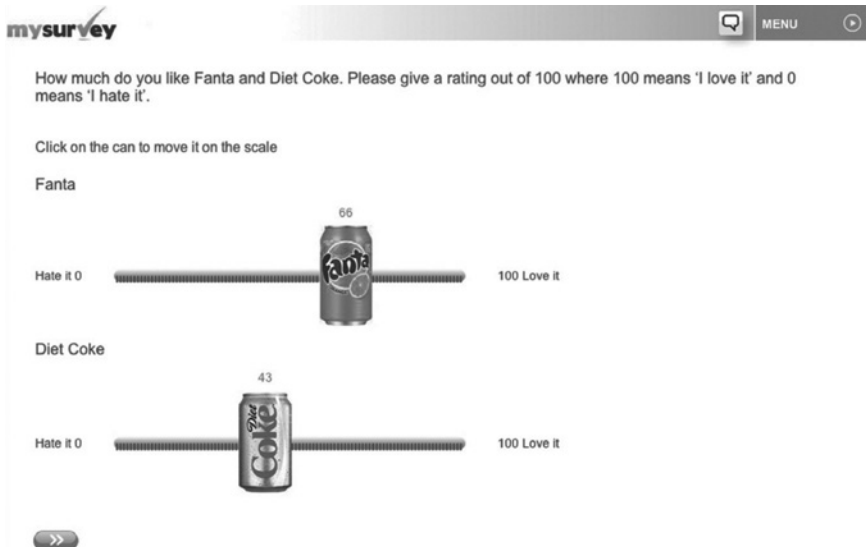 mysurvey
MENU
How much do you like Fanta and Diet Coke. Please give a rating out of 100 where 100 means ‘I love it’ and 0
means ‘I hate it’.
Click on the can to move it on the scale
Fanta
66
Fanta
Hate it 0
100 Love it
Diet Coke
43
Diet
Coke
Hate it 0
100 Love it